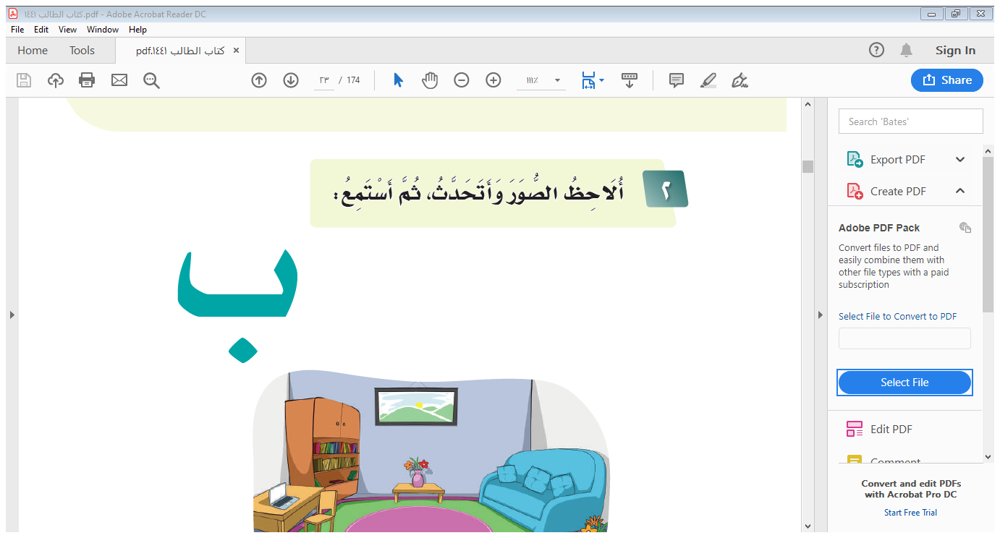 كتاب الطالب ١٤٤١.pdf - Adobe Acrobat Reader DC
File Edit View Window Help
Home Tools كتاب الطالب ١٤٤١.pdf × Sign In
٢٣ / 174 ١١١٪ Share
Search 'Bates'
Export PDF
Create PDF
Adobe PDF Pack
Convert files to PDF and
easily combine them with
other file types with a paid
subscription
Select File to Convert to PDF
Select File
Edit PDF
Comment
Convert and edit PDFs
with Acrobat Pro DC
Start Free Trial
٢ أُلَاحِظُ الصُّوَرَ وَأَتَحَدَّثُ، ثُمَّ أَسْتَمِعُ:
ب